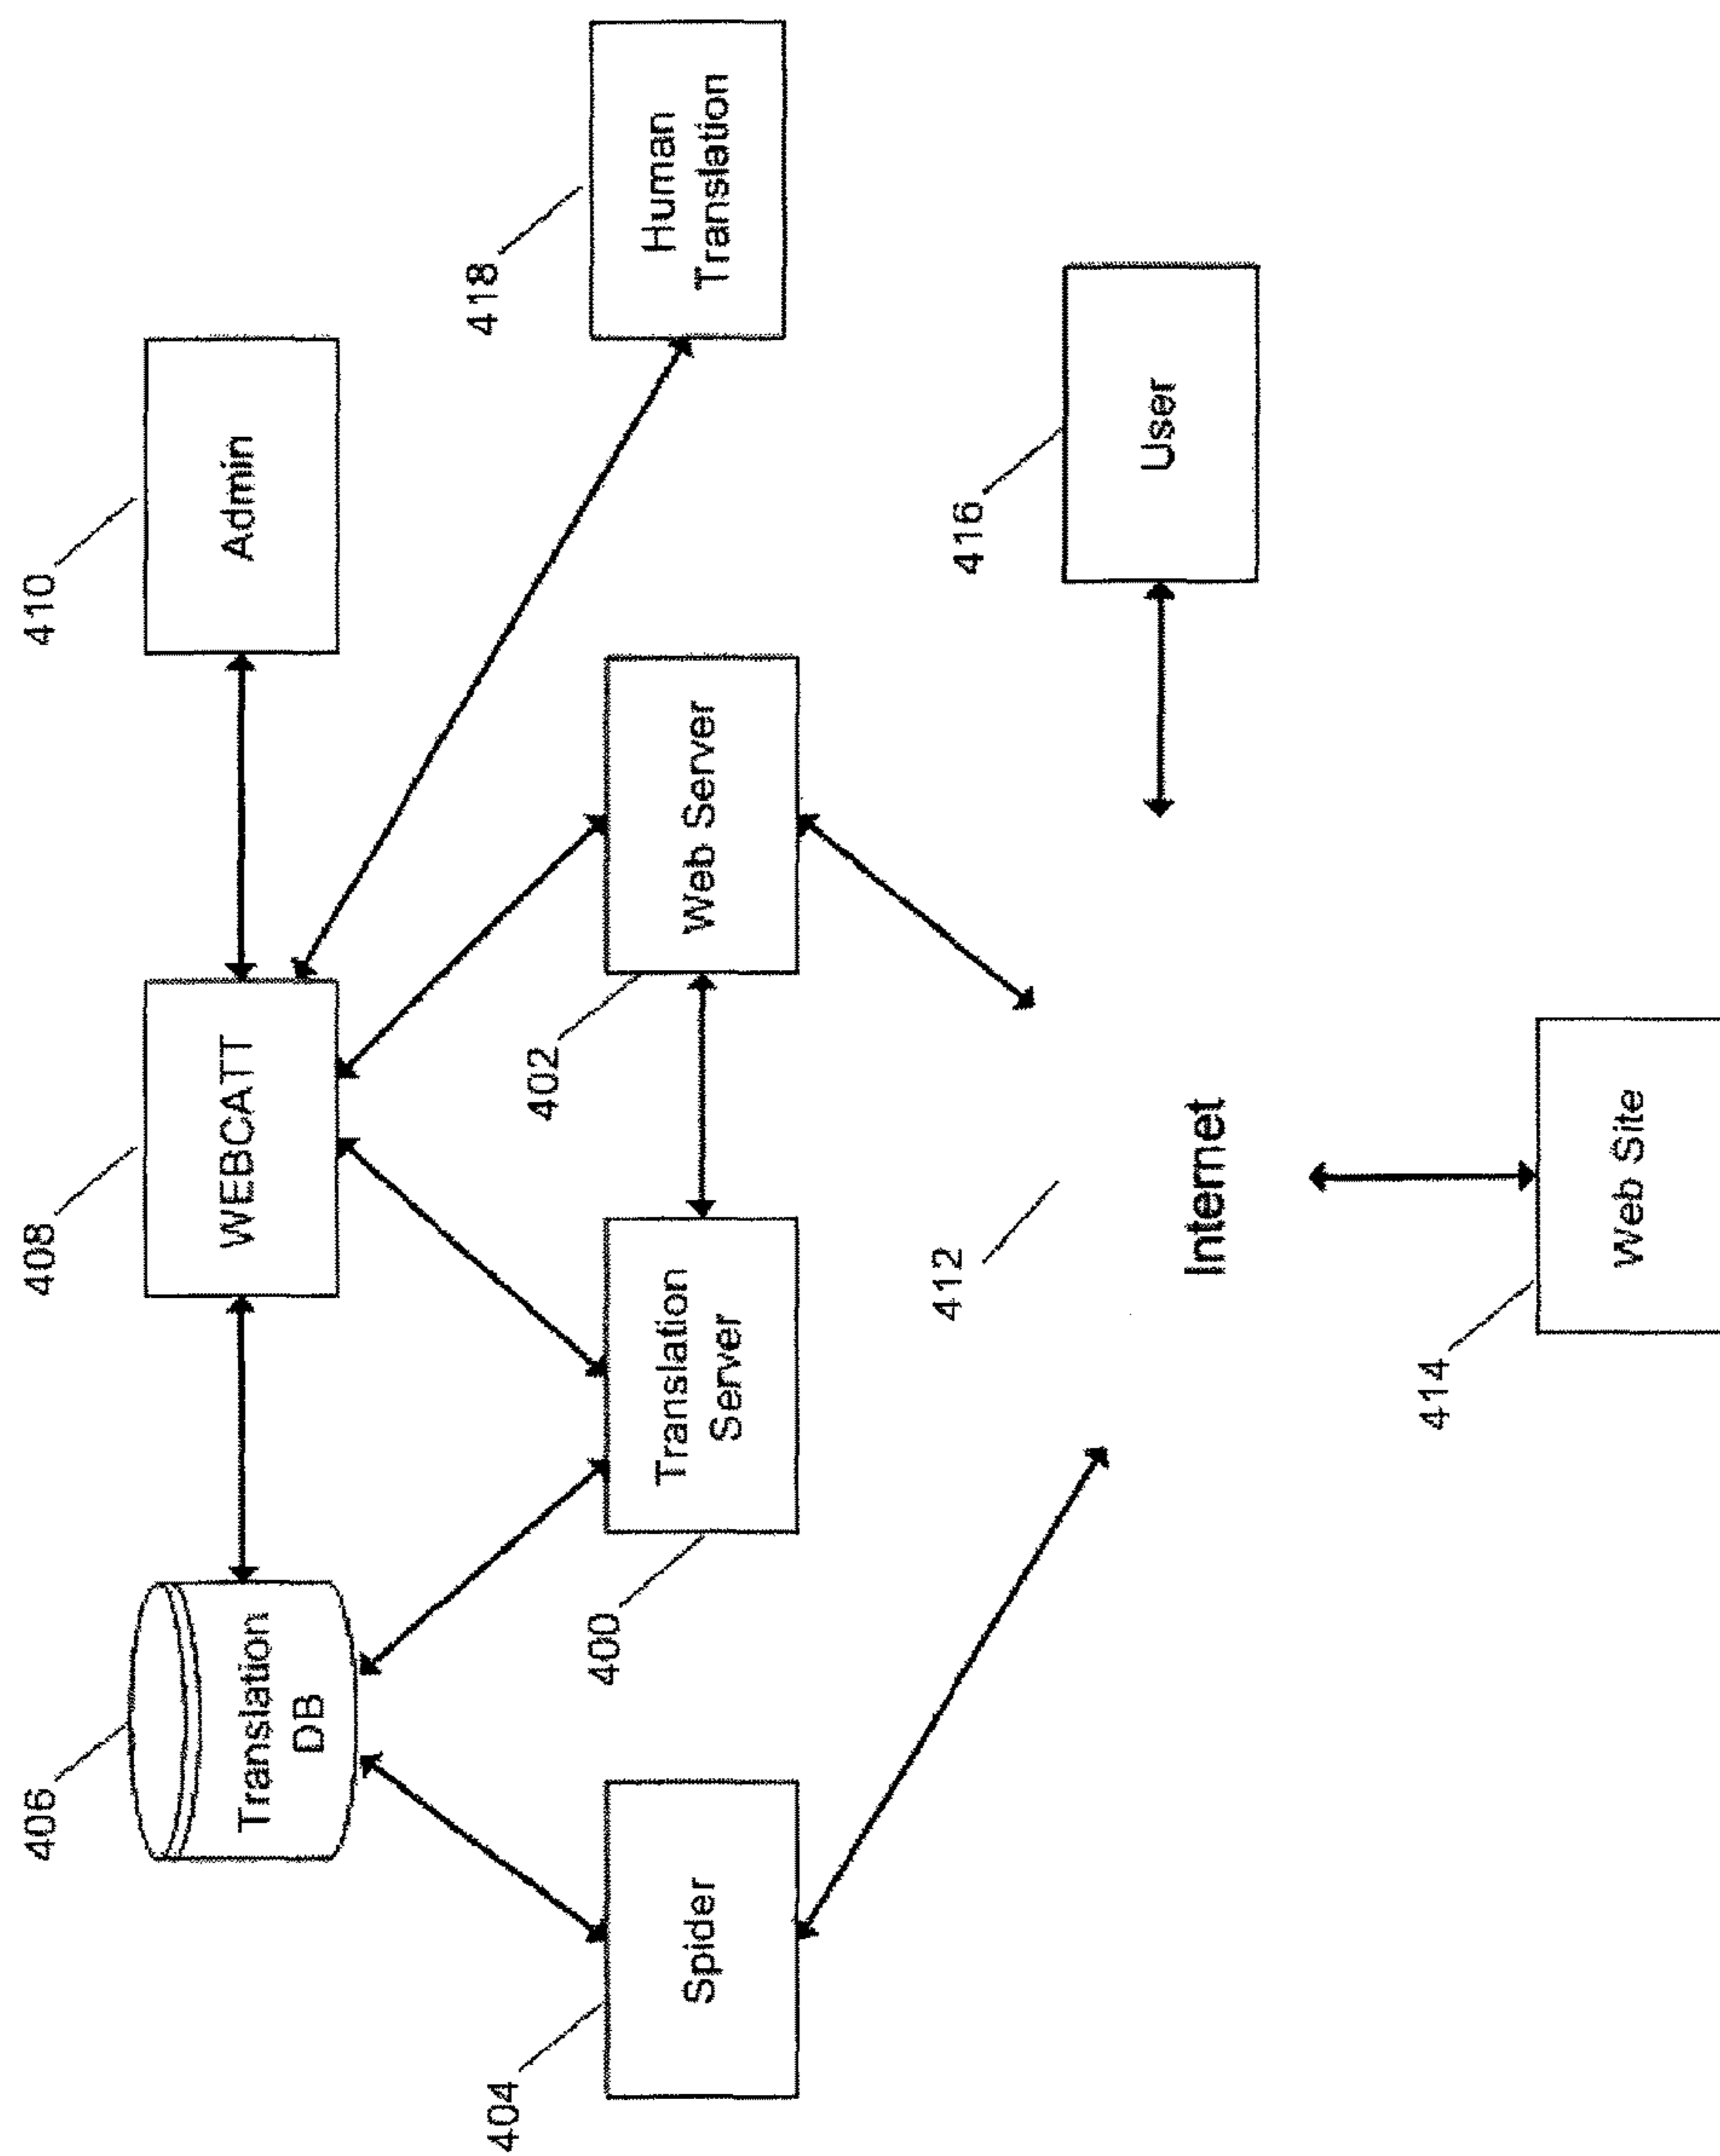 406
Translation
DB
408
WEBCATT
410
Admin
404
Spider
400
Translation
Server
402
Web Server
418
Human
Translation
412
Internet
416
User
414
Web Site